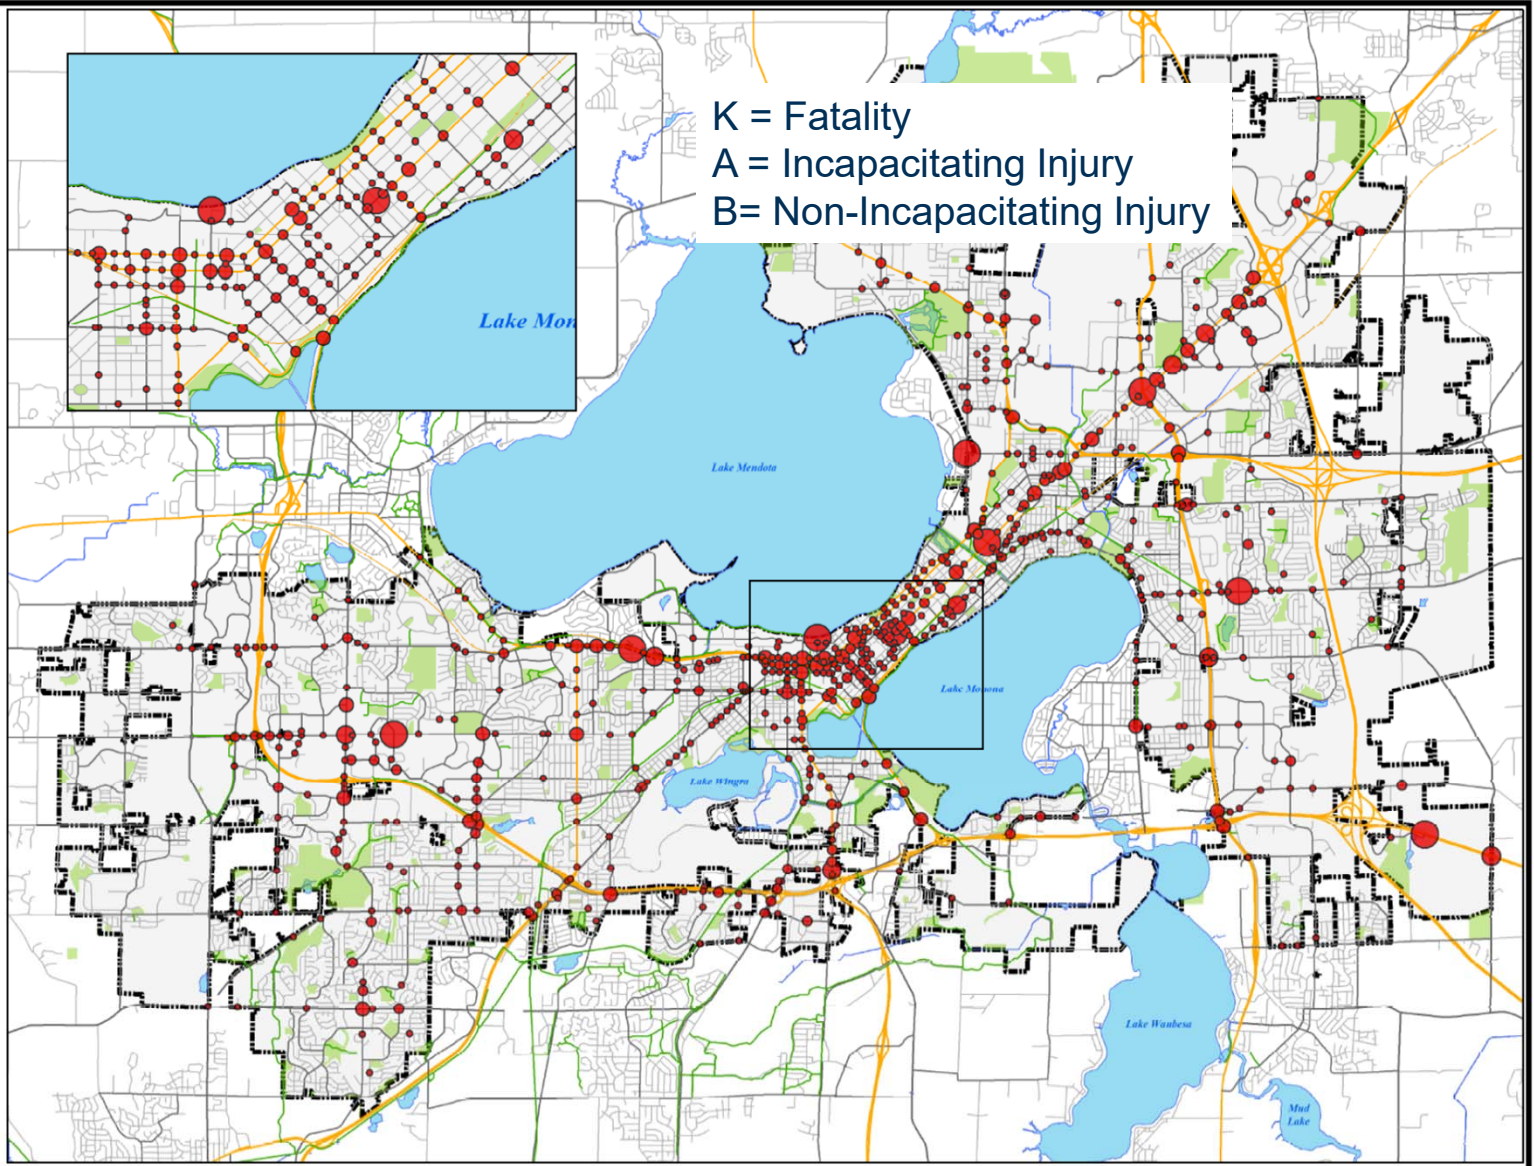 K = Fatality
A = Incapacitating Injury
B= Non-Incapacitating Injury
Lake Mon
Lake Mendota
Lake Monona
Lake Wingra
Lake Waubesa
Mud
Lake